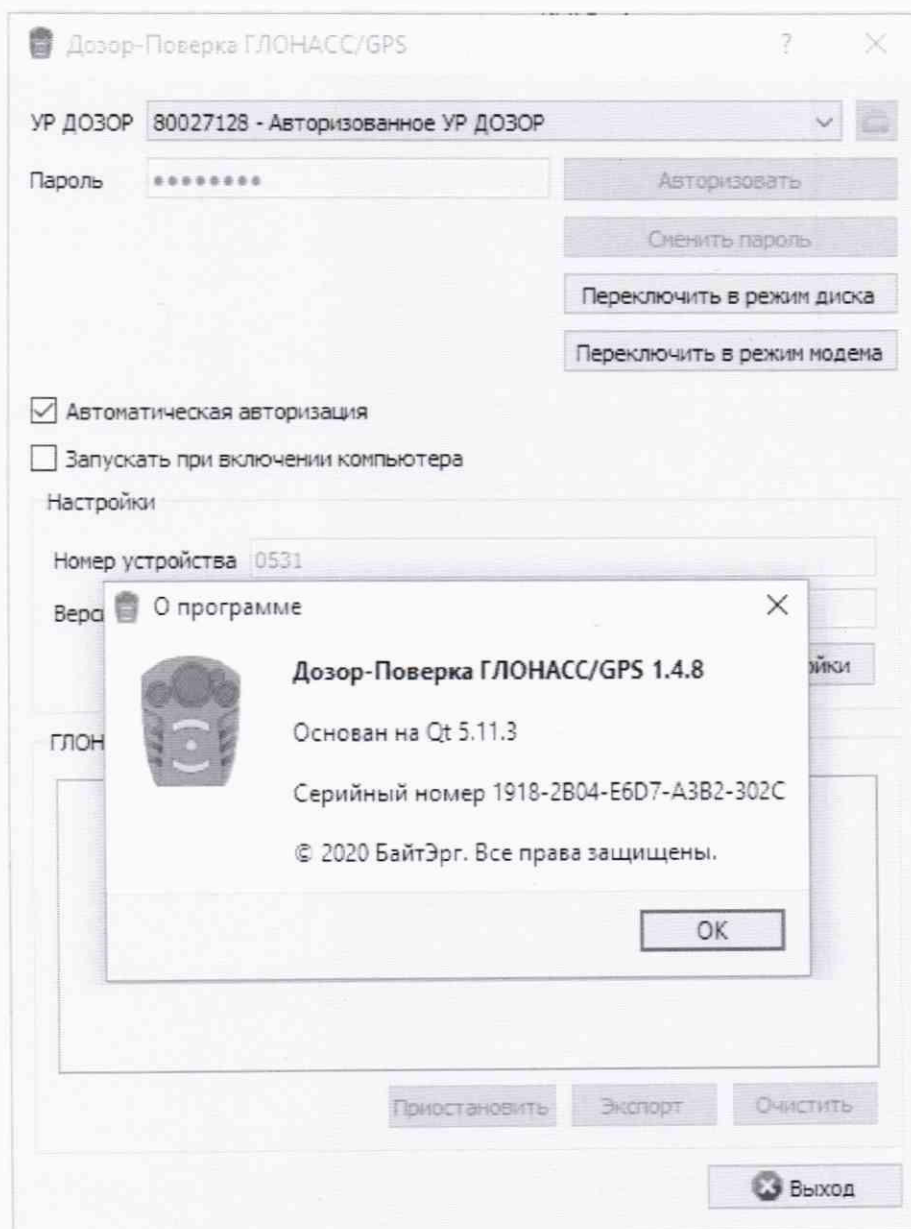 Дозор-Поверка ГЛОНАСС/GPS ?
УР ДОЗОР 80027128 - Авторизованное УР ДОЗОР
Пароль ●●●●●●●● Авторизовать
Сменить пароль
Переключить в режим диска
Переключить в режим модема
Автоматическая авторизация
Запускать при включении компьютера
Настройки
Номер устройства 0531
О программе
Дозор-Поверка ГЛОНАСС/GPS 1.4.8
Основан на Qt 5.11.3
Серийный номер 1918-2B04-E6D7-A3B2-302C
© 2020 БайтЭрг. Все права защищены.
OK
Приостановить Экспорт Очистить
Выход